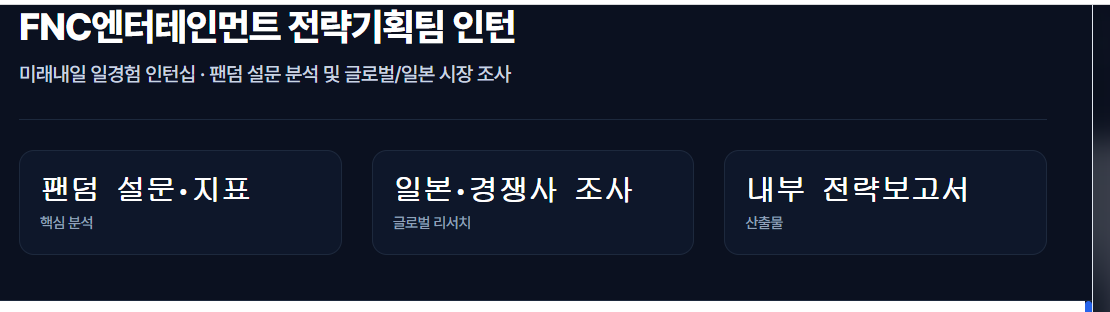 FNC엔터테인먼트 전략기획팀 인턴
미래내일 일경험 인턴십 · 팬덤 설문 분석 및 글로벌/일본 시장 조사
팬덤 설문·지표
핵심 분석
일본·경쟁사 조사
글로벌 리서치
내부 전략보고서
산출물